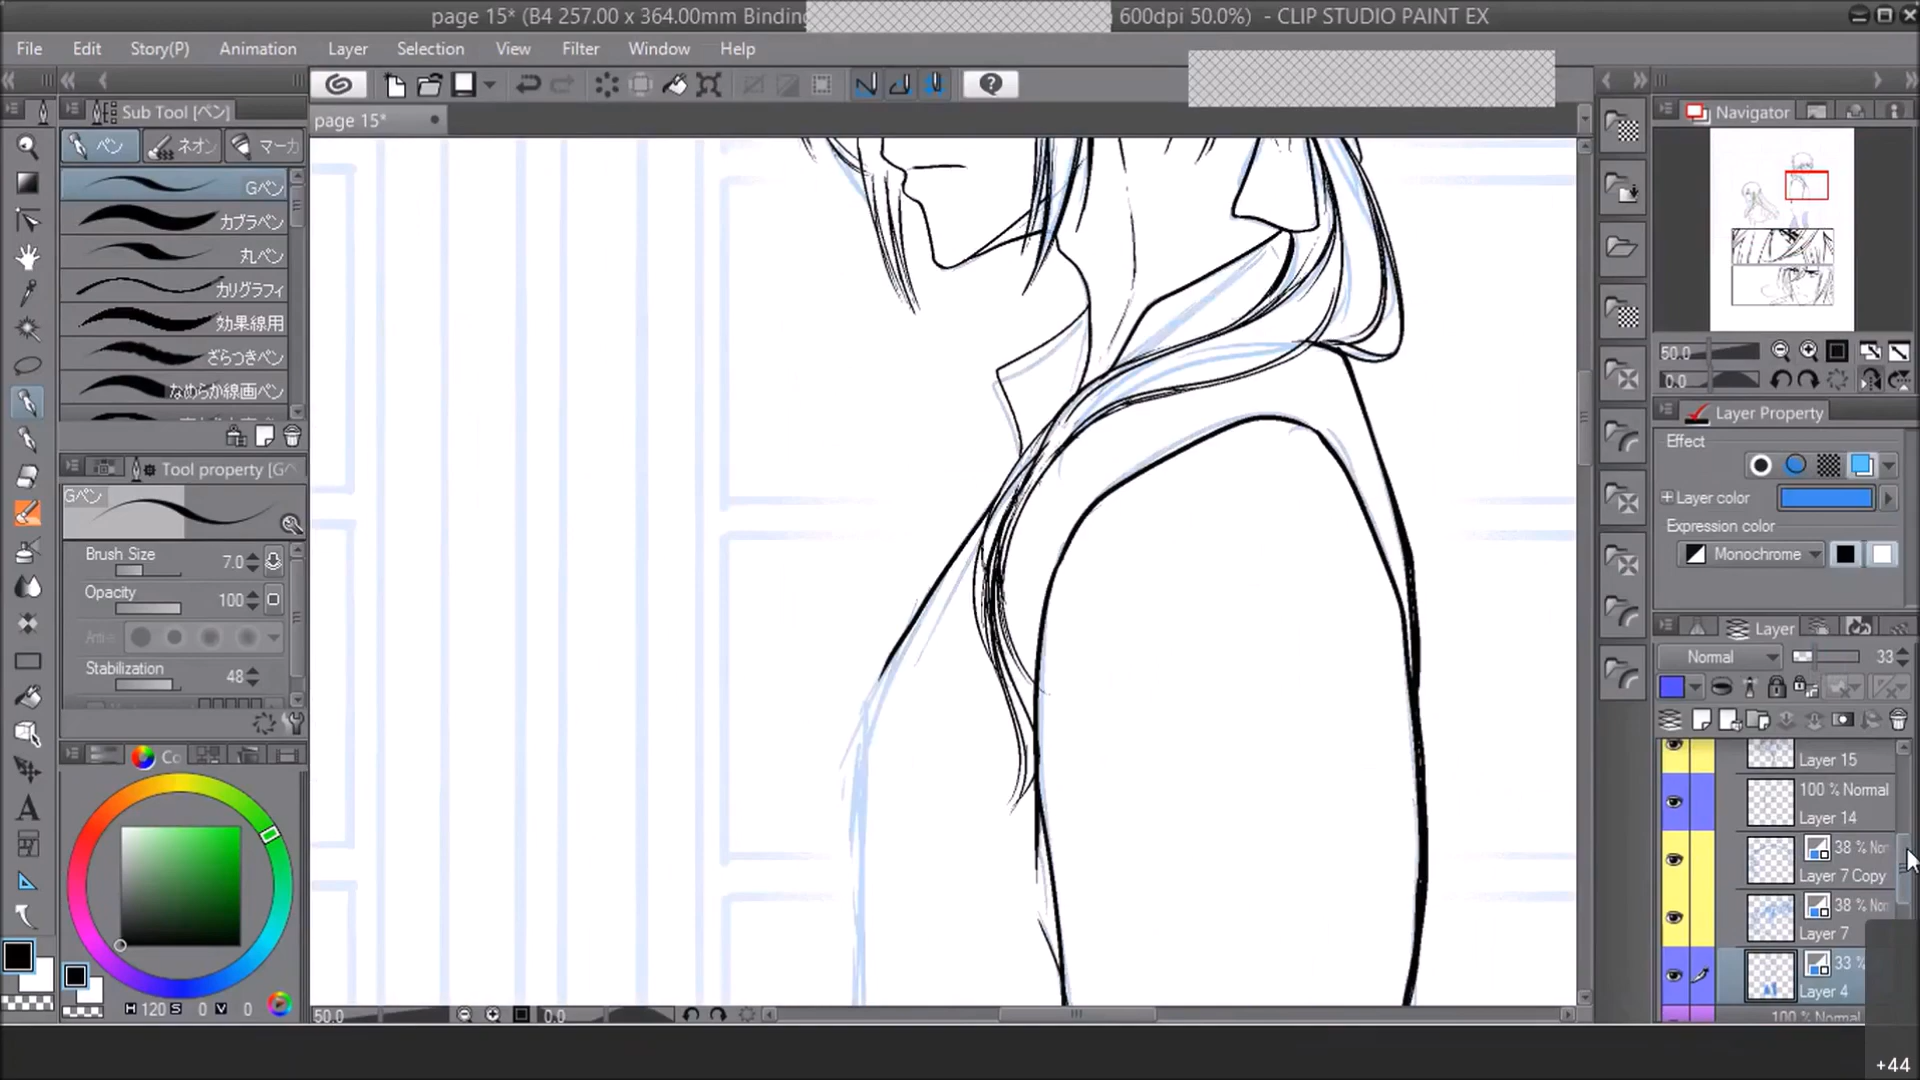 page 15* (B4 257.00 x 364.00mm Binding
600dpi 50.0%) - CLIP STUDIO PAINT EX
File Edit Story(P) Animation Layer Selection View Filter Window Help
Sub Tool [ペン]
page 15*
Navigator
ペン ネオン マーカ
Gペン
カブラペン
丸ペン
カリグラフィ
効果線用
ざらつきペン
なめらか線画ペン
Tool property [Gペ
Gペン
Brush Size 7.0
Opacity 100
Stabilization 48
Co
H 120 S 0 V 0
50.0 0.0
50.0
0.0
Layer Property
Effect
Layer color
Expression color
Monochrome
Layer
Normal 33
Layer 15
100 % Normal
Layer 14
38 % Nor
Layer 7 Copy
38 % Nor
Layer 7
33 %
Layer 4
100 % Normal
+44